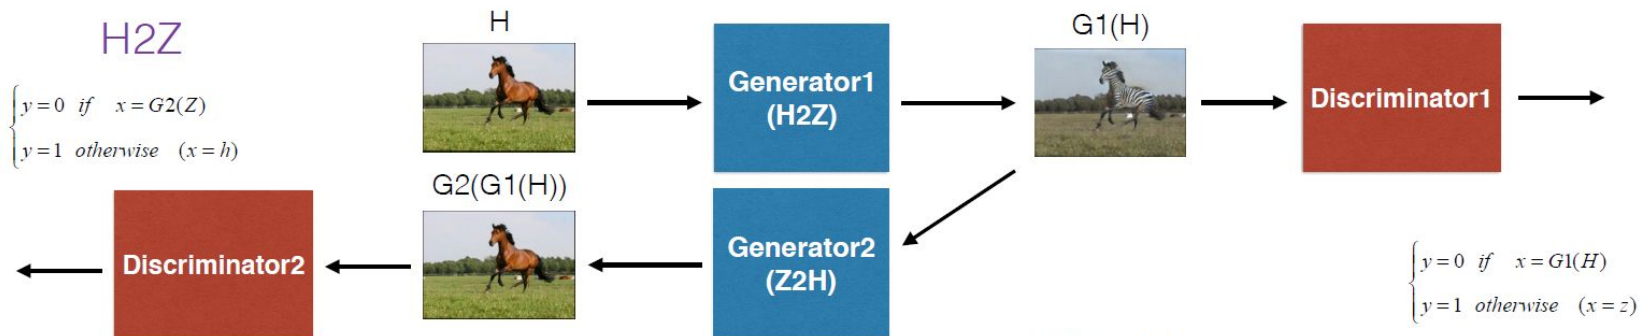 H2Z
H
G1(H)
y = 0 if x = G2(Z)
y = 1 otherwise (x = h)
Generator1
(H2Z)
Discriminator1
G2(G1(H))
Discriminator2
Generator2
(Z2H)
y = 0 if x = G1(H)
y = 1 otherwise (x = z)